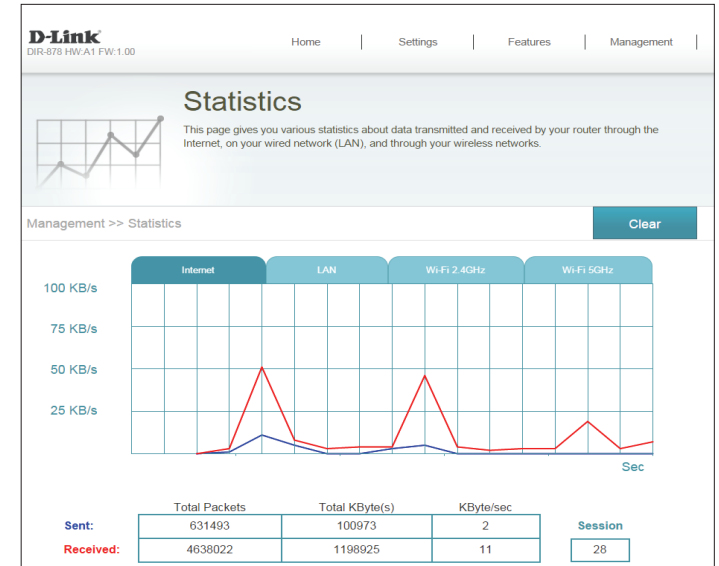 D-Link
DIR-878 HW:A1 FW:1.00
Home Settings Features Management
Statistics
This page gives you various statistics about data transmitted and received by your router through the
Internet, on your wired network (LAN), and through your wireless networks.
Management >> Statistics
Clear
Internet LAN Wi-Fi 2.4GHz Wi-Fi 5GHz
100 KB/s
75 KB/s
50 KB/s
25 KB/s
Sec
Total Packets Total KByte(s) KByte/sec
Sent: 631493 100973 2 Session
Received: 4638022 1198925 11 28